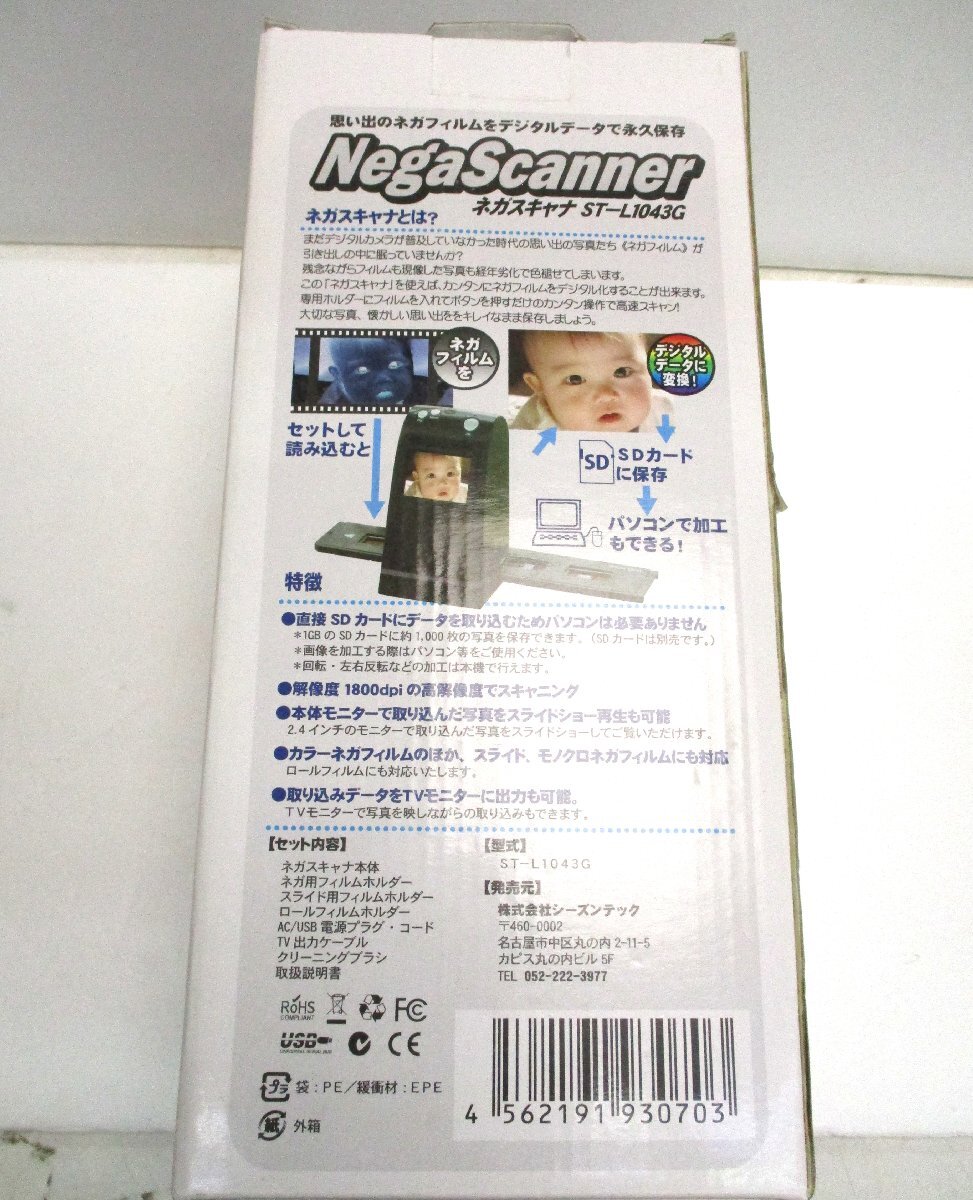 思い出のネガフィルムをデジタルデータで永久保存
NegaScanner
ネガスキャナ ST-L1043G
ネガスキャナとは?
まだデジタルカメラが普及していなかった時代の思い出の写真たち《ネガフィルム》が
引き出しの中に眠っていませんか?
残念ながらフィルムも現像した写真も経年劣化で色褪せてしまいます。
この「ネガスキャナ」を使えば、カンタンにネガフィルムをデジタル化することが出来ます。
専用ホルダーにフィルムを入れてボタンを押すだけのカンタン操作で高速スキャン!
大切な写真、懐かしい思い出ををキレイなまま保存しましょう。
ネガ
フィルム
を
デジタル
データに
変換!
セットして
読み込むと
SD
SDカード
に保存
パソコンで加工
もできる!
特徴
●直接 SD カードにデータを取り込むためパソコンは必要ありません
*1GB の SD カードに約 1,000 枚の写真を保存できます。(SD カードは別売です。)
*画像を加工する際はパソコン等をご使用ください。
*回転・左右反転などの加工は本機で行えます。
●解像度 1800dpi の高解像度でスキャニング
●本体モニターで取り込んだ写真をスライドショー再生も可能
2.4 インチのモニターで取り込んだ写真をスライドショーしてご覧いただけます。
●カラーネガフィルムのほか、スライド、モノクロネガフィルムにも対応
ロールフィルムにも対応いたします。
●取り込みデータをTVモニターに出力も可能。
TVモニターで写真を映しながらの取り込みもできます。
【セット内容】
ネガスキャナ本体
ネガ用フィルムホルダー
スライド用フィルムホルダー
ロールフィルムホルダー
AC/USB 電源プラグ・コード
TV 出力ケーブル
クリーニングブラシ
取扱説明書
【型式】
ST-L1043G
【発売元】
株式会社シーズンテック
〒460-0002
名古屋市中区丸の内 2-11-5
カピス丸の内ビル 5F
TEL 052-222-3977
RoHS
COMPLIANT
FC
USB
UNIVERSAL SERIAL BUS
CE
プラ 袋:PE/緩衝材:EPE
紙 外箱
4 562191 930703